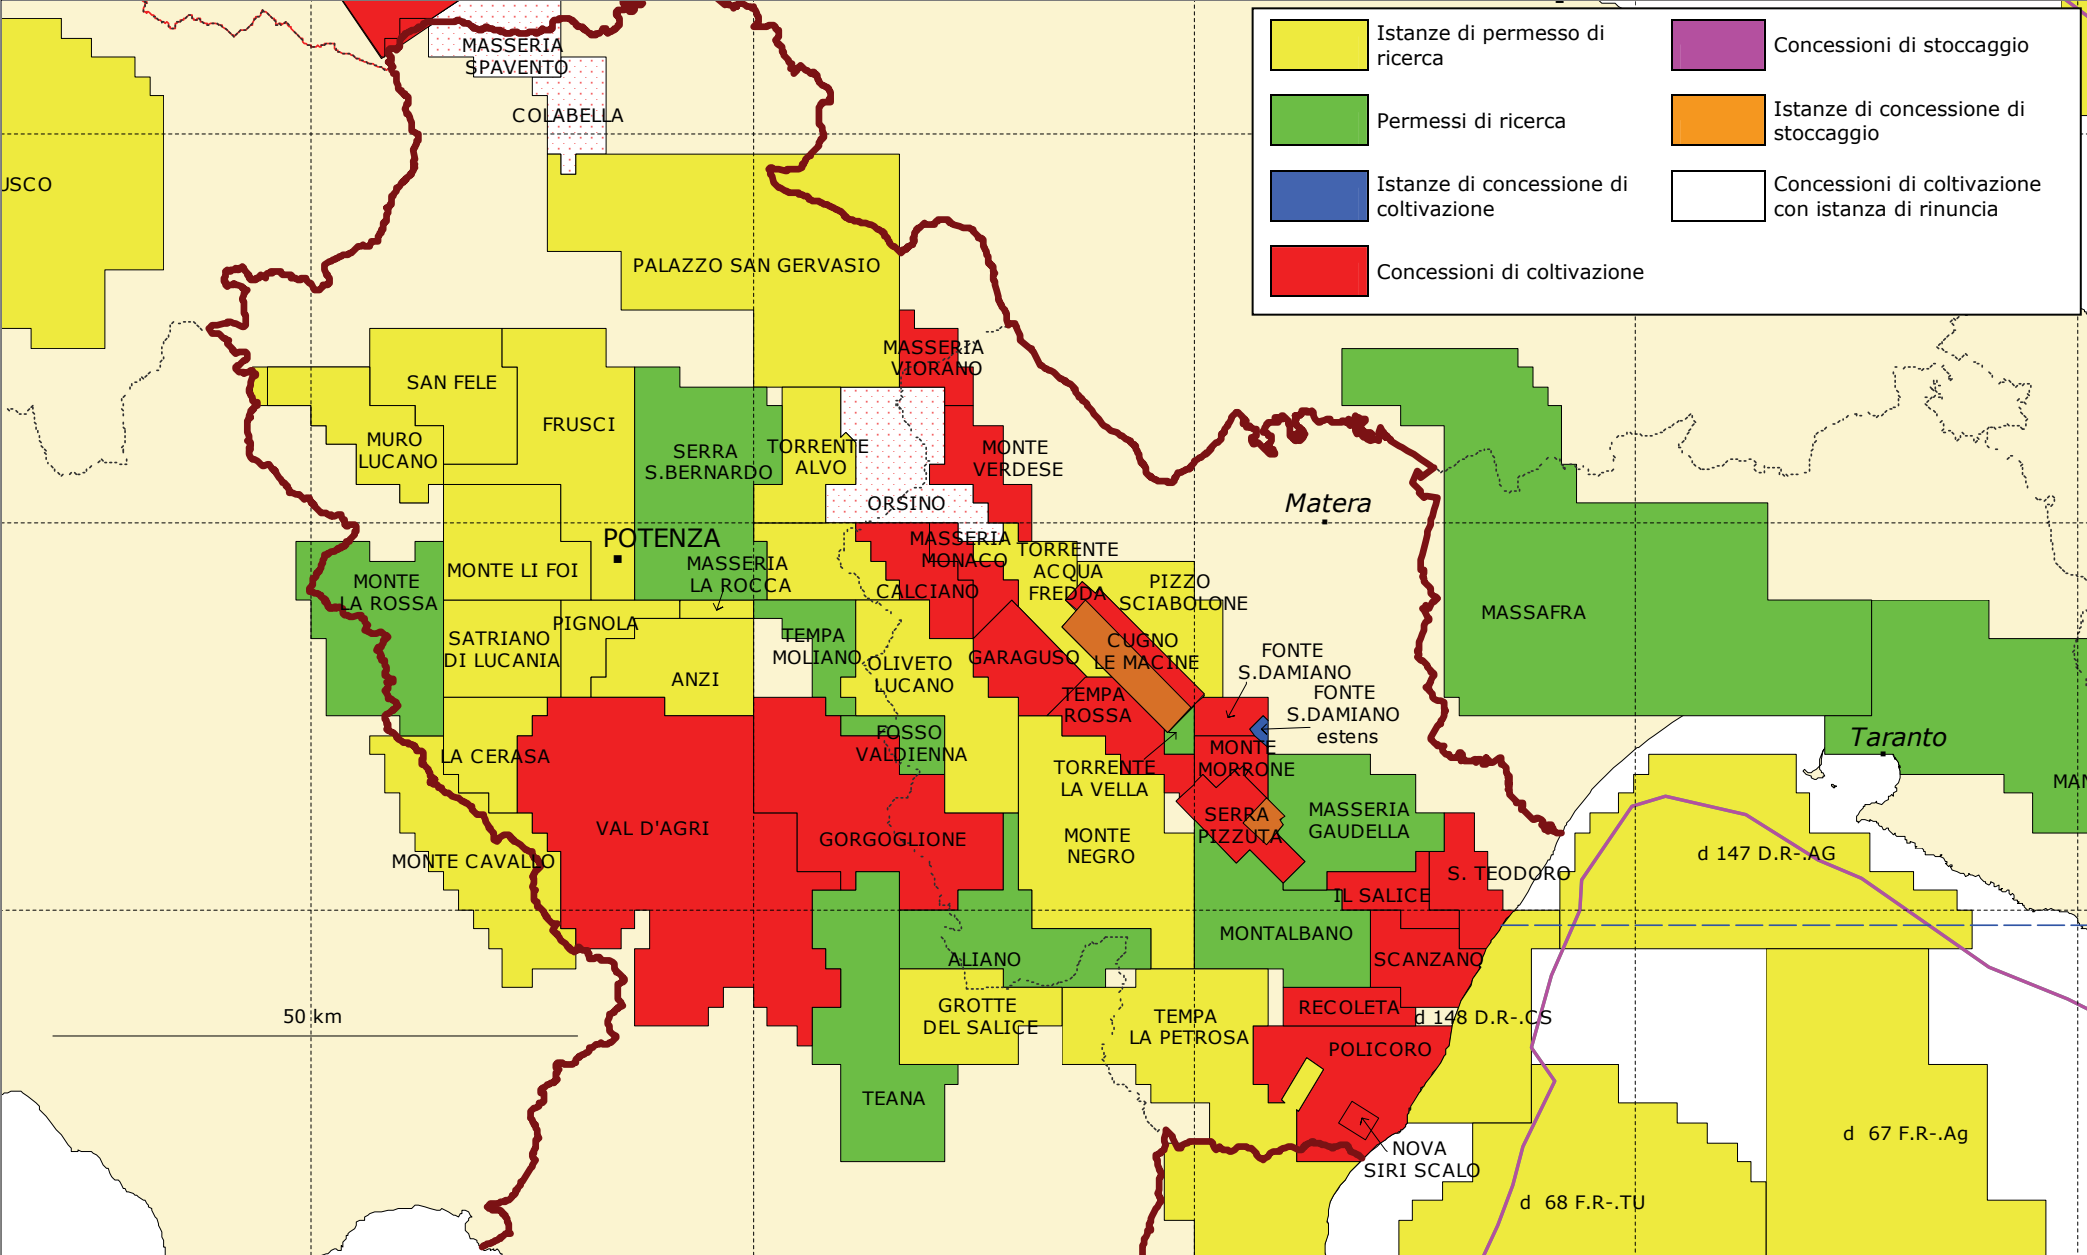 Istanze di permesso di
ricerca
Permessi di ricerca
Istanze di concessione di
coltivazione
Concessioni di coltivazione
Concessioni di stoccaggio
Istanze di concessione di
stoccaggio
Concessioni di coltivazione
con istanza di rinuncia
MASSERIA
SPAVENTO
COLABELLA
USCO
PALAZZO SAN GERVASIO
MASSERIA
VIORANO
SAN FELE
FRUSCI
MURO
LUCANO
SERRA
S.BERNARDO
TORRENTE
ALVO
MONTE
VERDESE
ORSINO
Matera
POTENZA
MASSERIA
MONACO
TORRENTE
ACQUA
FREDDA
MONTE LI FOI
MASSERIA
LA ROCCA
CALCIANO
PIZZO
SCIABOLONE
MONTE
LA ROSSA
MASSAFRA
PIGNOLA
SATRIANO
DI LUCANIA
TEMPA
MOLIANO
OLIVETO
LUCANO
GARAGUSO
CUGNO
LE MACINE
FONTE
S.DAMIANO
ANZI
TEMPA
ROSSA
FONTE
S.DAMIANO
estens
LA CERASA
FOSSO
VALDIENNA
MONTE
MORRONE
TORRENTE
LA VELLA
Taranto
MAN
VAL D'AGRI
GORGOGLIONE
MONTE
NEGRO
SERRA
PIZZUTA
MASSERIA
GAUDELLA
MONTE CAVALLO
S. TEODORO
d 147 D.R-.AG
IL SALICE
MONTALBANO
ALIANO
SCANZANO
50 km
GROTTE
DEL SALICE
TEMPA
LA PETROSA
RECOLETA
d 148 D.R-.CS
POLICORO
TEANA
NOVA
SIRI SCALO
d 67 F.R-.Ag
d 68 F.R-.TU